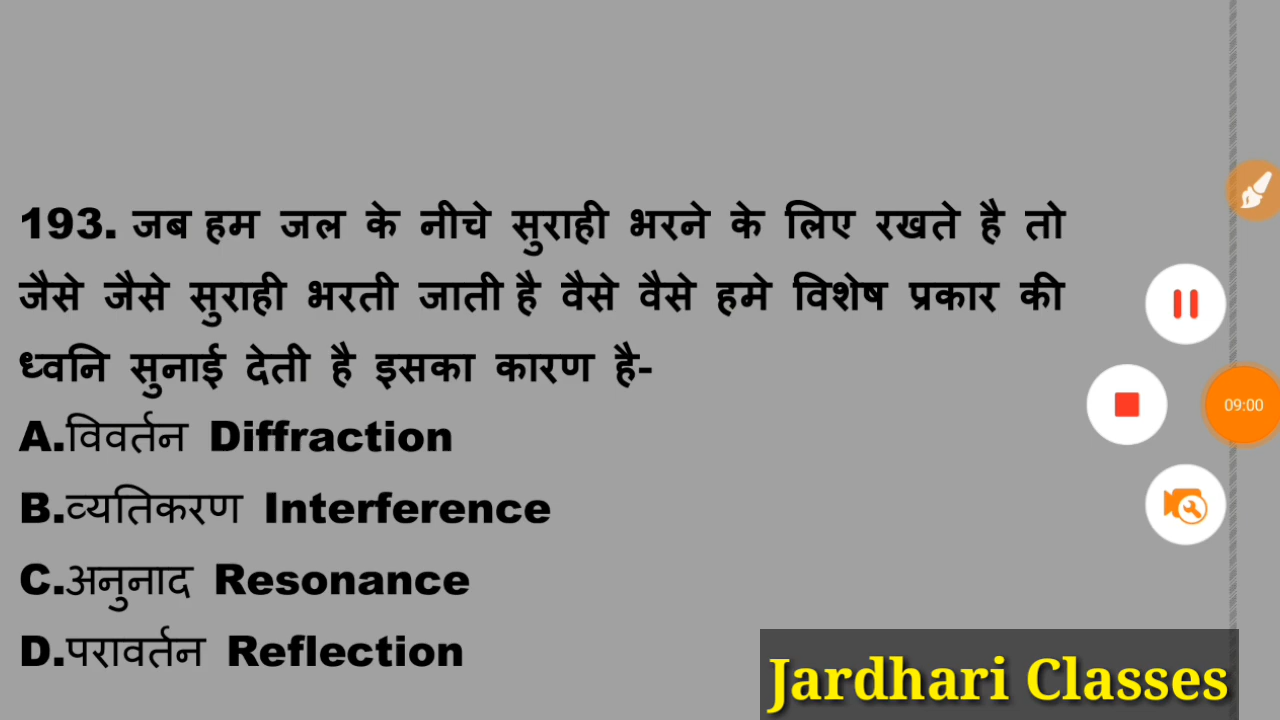 193. जब हम जल के नीचे सुराही भरने के लिए रखते है तो
जैसे जैसे सुराही भरती जाती है वैसे वैसे हमे विशेष प्रकार की
ध्वनि सुनाई देती है इसका कारण है-
A.विवर्तन Diffraction
B.व्यतिकरण Interference
C.अनुनाद Resonance
D.परावर्तन Reflection
09:00
Jardhari Classes